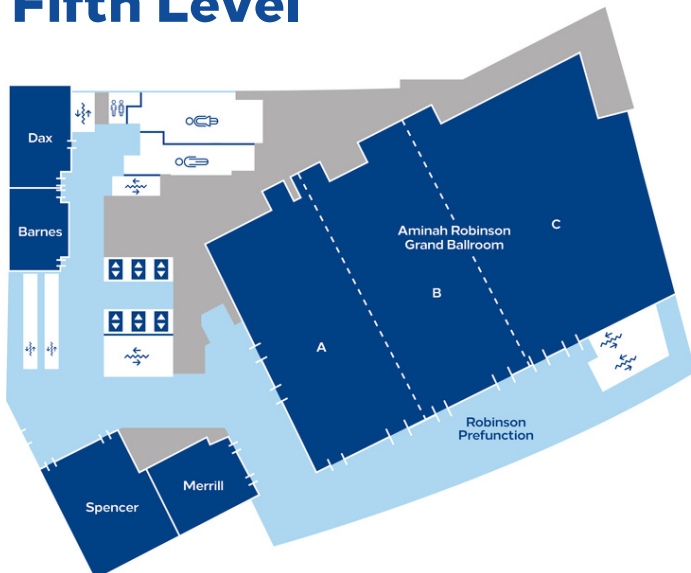 Fifth Level
Dax
Barnes
Aminah Robinson
Grand Ballroom
C
B
A
Robinson
Prefunction
Merrill
Spencer